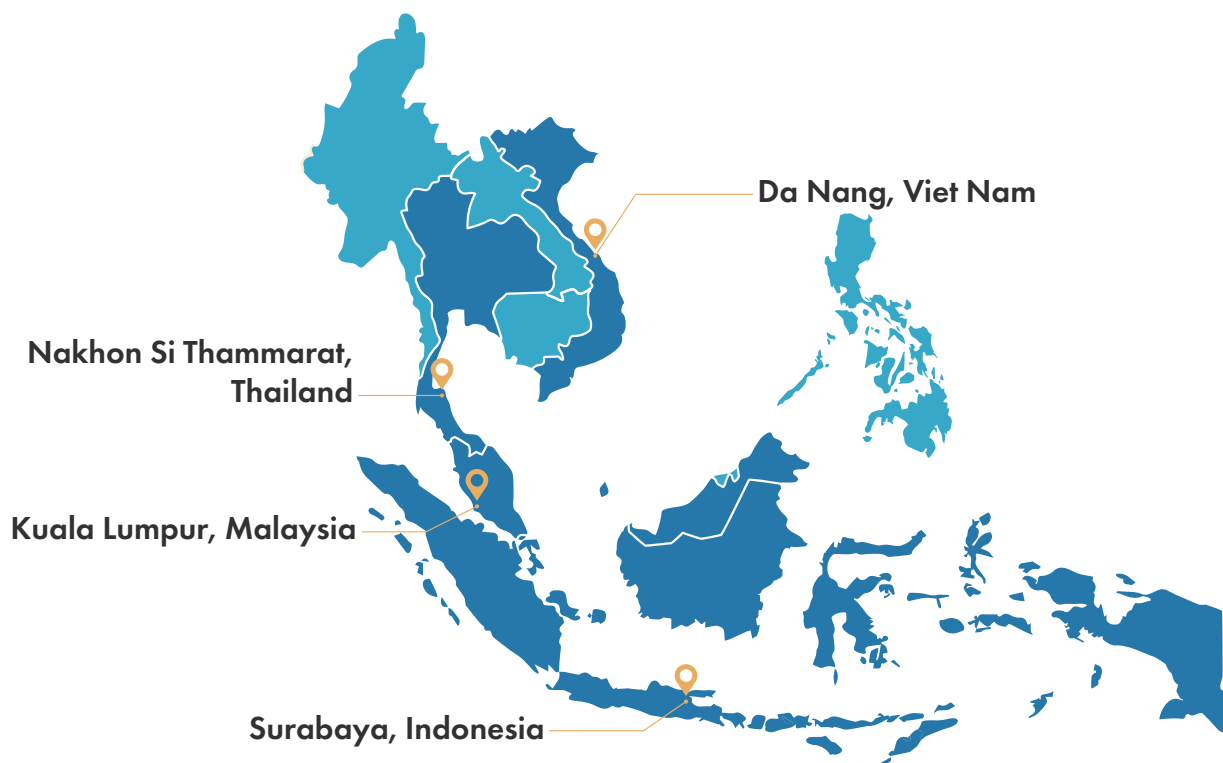 Da Nang, Viet Nam
Nakhon Si Thammarat,
Thailand
Kuala Lumpur, Malaysia
Surabaya, Indonesia